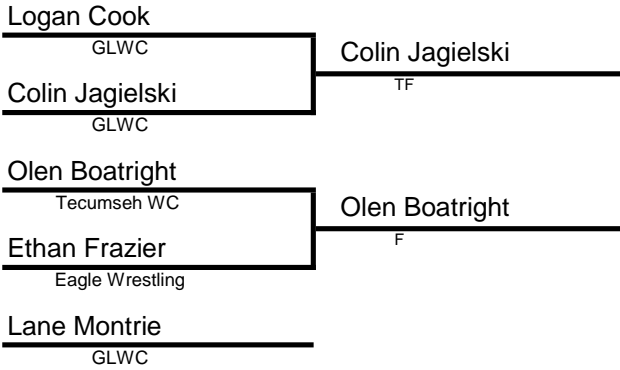 Logan Cook
GLWC
Colin Jagielski
TF
Colin Jagielski
GLWC
Olen Boatright
Tecumseh WC
Olen Boatright
F
Ethan Frazier
Eagle Wrestling
Lane Montrie
GLWC